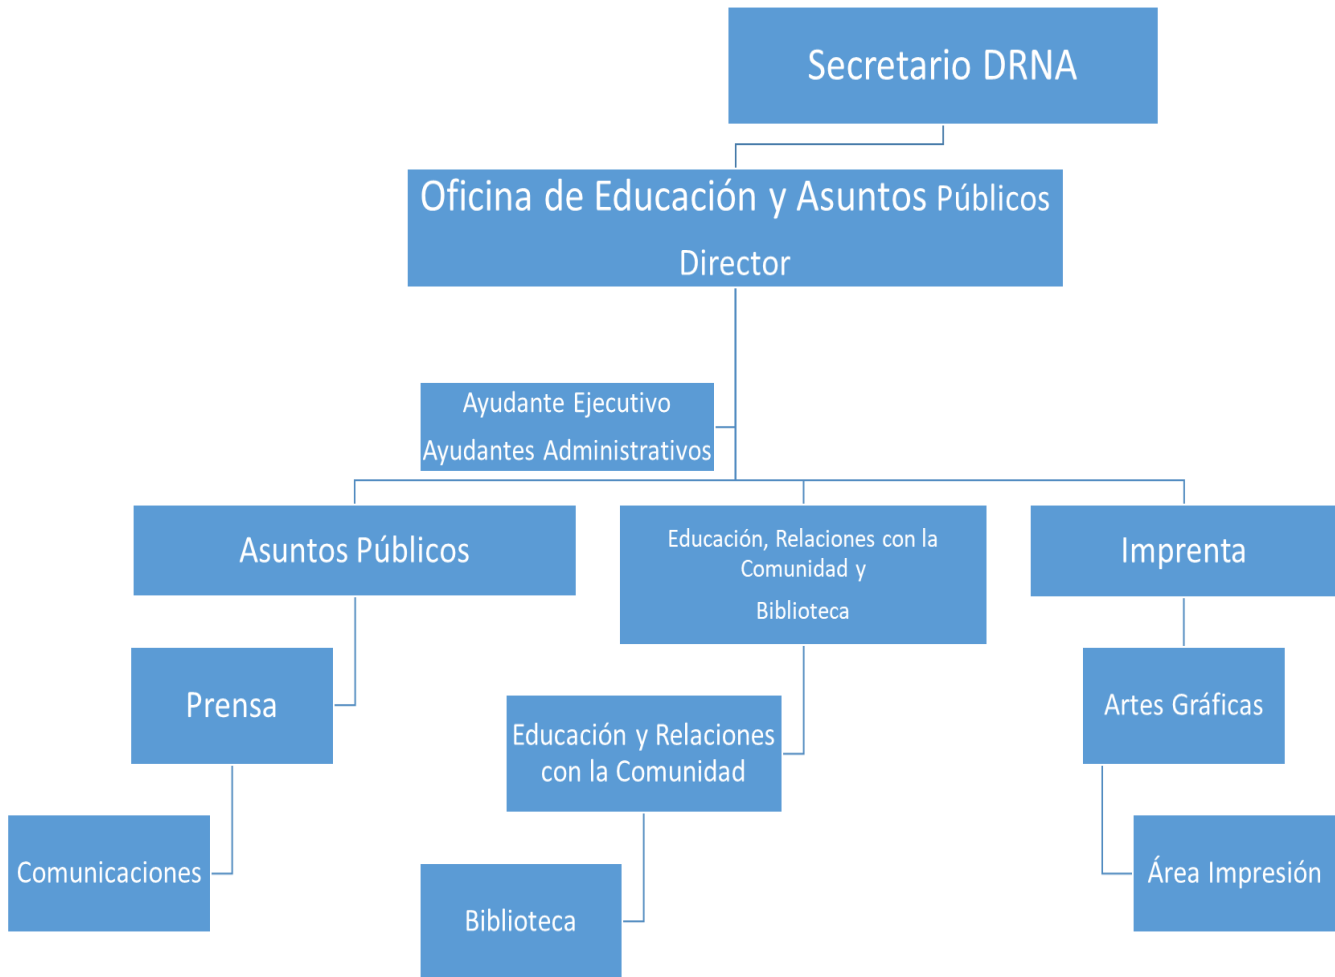 Secretario DRNA
Oficina de Educación y Asuntos Públicos
Director
Ayudante Ejecutivo
Ayudantes Administrativos
Asuntos Públicos
Educación, Relaciones con la
Comunidad y
Biblioteca
Imprenta
Prensa
Educación y Relaciones
con la Comunidad
Artes Gráficas
Comunicaciones
Biblioteca
Área Impresión